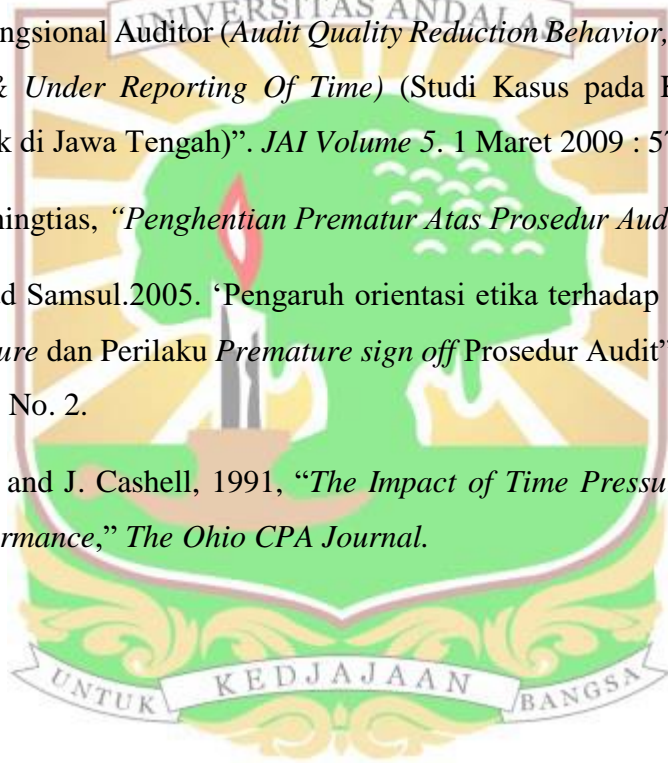 UNIVERSITAS ANDALAS
ngsional Auditor (Audit Quality Reduction Behavior,
& Under Reporting Of Time) (Studi Kasus pada
k di Jawa Tengah)”. JAI Volume 5. 1 Maret 2009 : 57
ningtias, “Penghentian Prematur Atas Prosedur Aud
d Samsul.2005. ‘Pengaruh orientasi etika terhadap
ure dan Perilaku Premature sign off Prosedur Audit”
No. 2.
and J. Cashell, 1991, “The Impact of Time Pressu
ormance,” The Ohio CPA Journal.
UNTUK KEDJAJAAN BANGSA